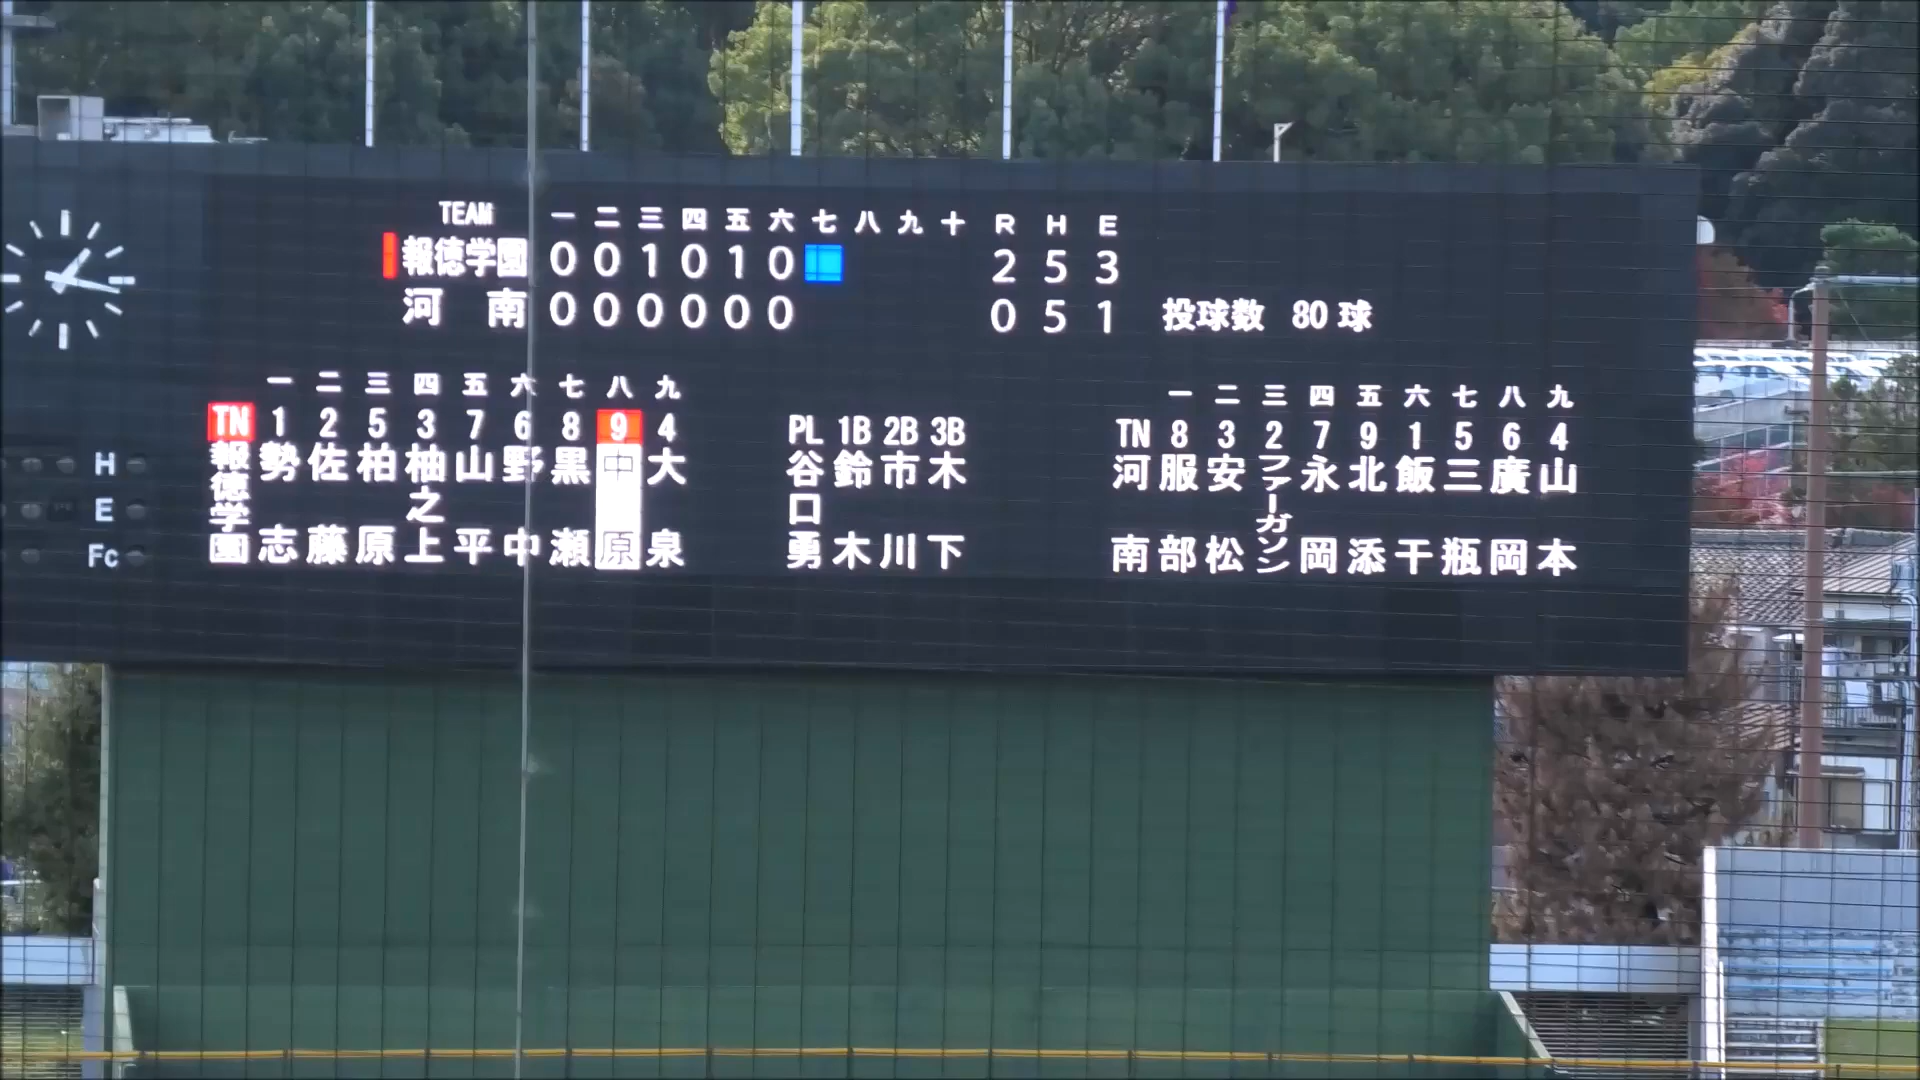 TEAM 一 二 三 四 五 六 七 八 九 十 R H E
報徳学園 0 0 1 0 1 0 2 5 3
河 南 0 0 0 0 0 0 0 5 1 投球数 80 球
一 二 三 四 五 六 七 八 九
TN 1 2 5 3 7 6 8 9 4
報徳学園
勢志
佐藤
柏原
柚之上
山平
野中
黒瀬
中原
大泉
PL 1B 2B 3B
谷口勇
鈴木
市川
木下
一 二 三 四 五 六 七 八 九
TN 8 3 2 7 9 1 5 6 4
河南
服部
安松
ファーガソン
永岡
北添
飯干
三瓶
廣岡
山本
H
E
Fc